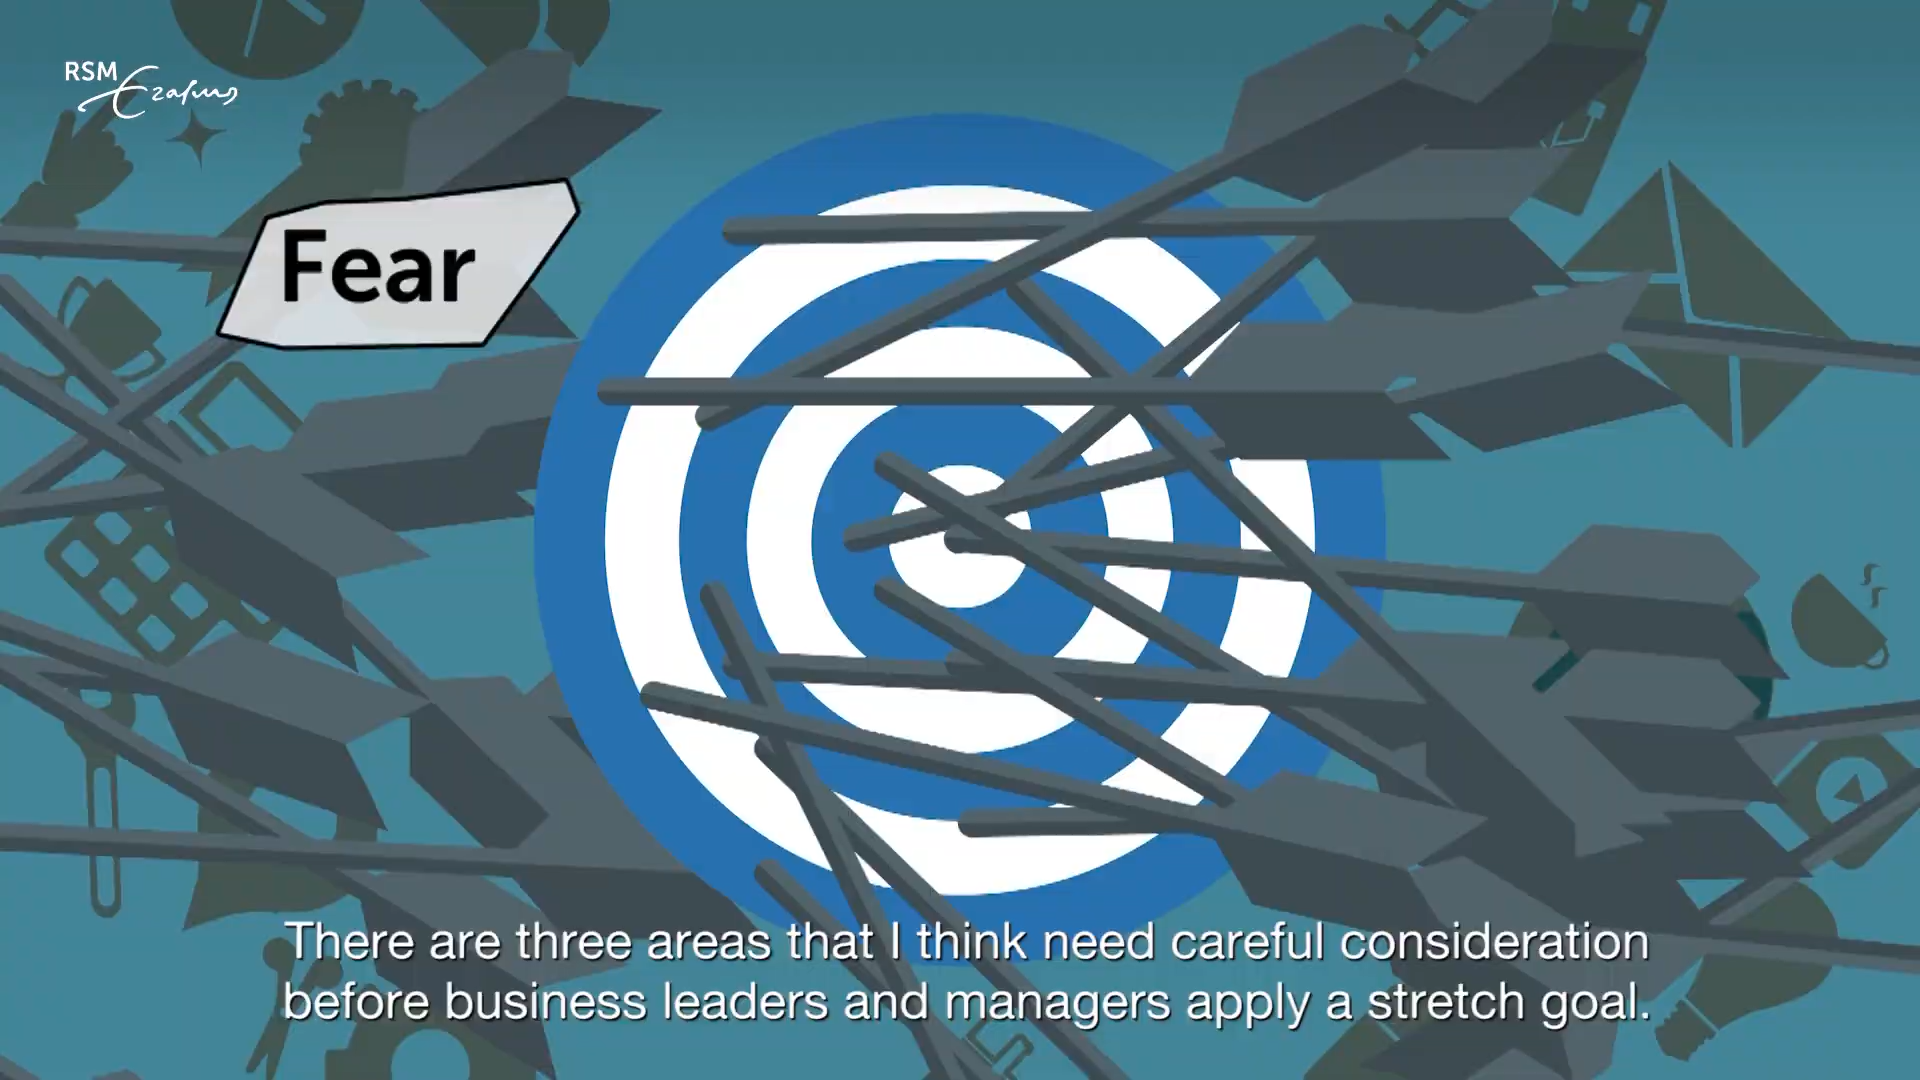 RSM
Erasmus
Fear
There are three areas that I think need careful consideration
before business leaders and managers apply a stretch goal.